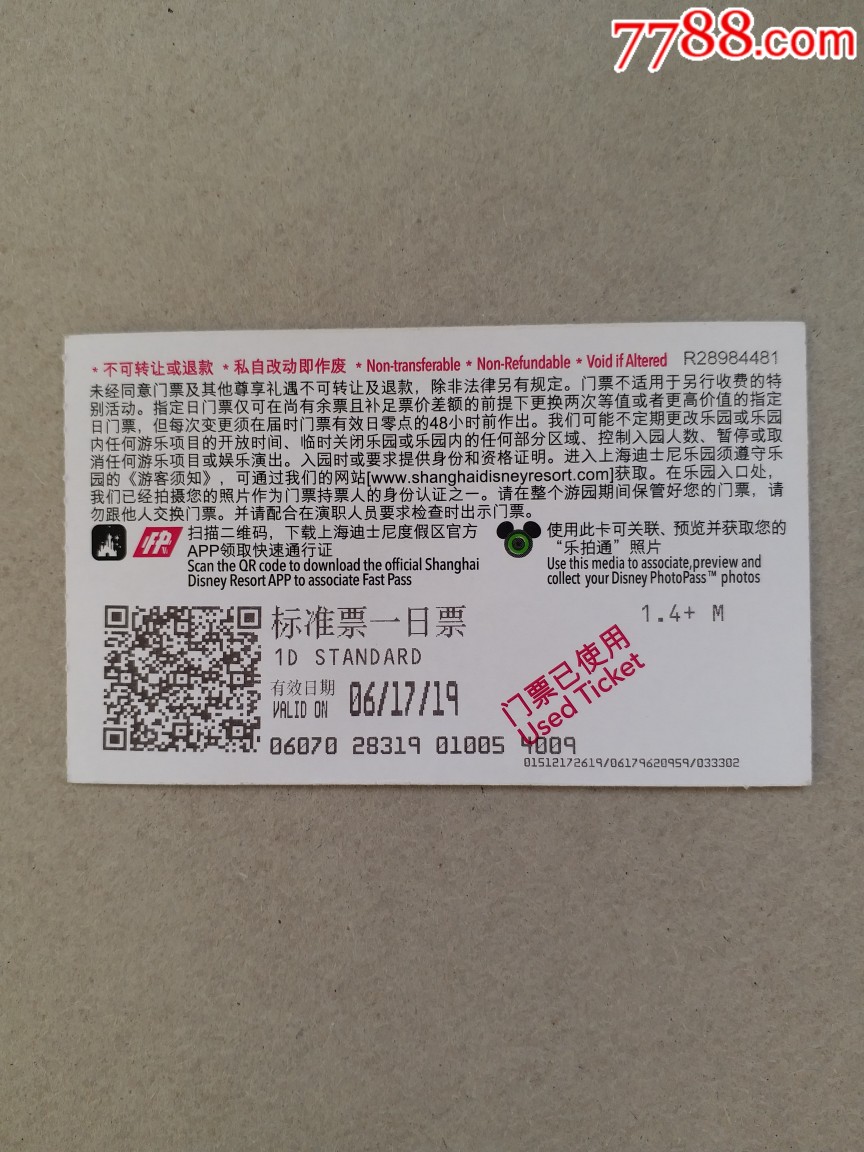 7788.com
* 不可转让或退款 * 私自改动即作废 * Non-transferable * Non-Refundable * Void if Altered R28984481
未经同意门票及其他尊享礼遇不可转让及退款，除非法律另有规定。门票不适用于另行收费的特
别活动。指定日门票仅可在尚有余票且补足票价差额的前提下更换两次等值或者更高价值的指定
日门票，但每次变更须在届时门票有效日零点的48小时前作出。我们可能不定期更改乐园或乐园
内任何游乐项目的开放时间、临时关闭乐园或乐园内的任何部分区域、控制入园人数、暂停或取
消任何游乐项目或娱乐演出。入园时或要求提供身份和资格证明。进入上海迪士尼乐园须遵守乐
园的《游客须知》，可通过我们的网站[www.shanghaidisneyresort.com]获取。在乐园入口处，
我们已经拍摄您的照片作为门票持票人的身份认证之一。请在整个游园期间保管好您的门票，请
勿跟他人交换门票。并请配合在演职人员要求检查时出示门票。
FP
扫描二维码，下载上海迪士尼度假区官方
APP领取快速通行证
Scan the QR code to download the official Shanghai
Disney Resort APP to associate Fast Pass
使用此卡可关联、预览并获取您的
“乐拍通”照片
Use this media to associate,preview and
collect your Disney PhotoPass™ photos
标准票一日票
1D STANDARD
1.4+ M
有效日期
VALID ON 06/17/19
门票已使用
Used Ticket
06070 28319 01005 4009
01512172619/06179620959/033302